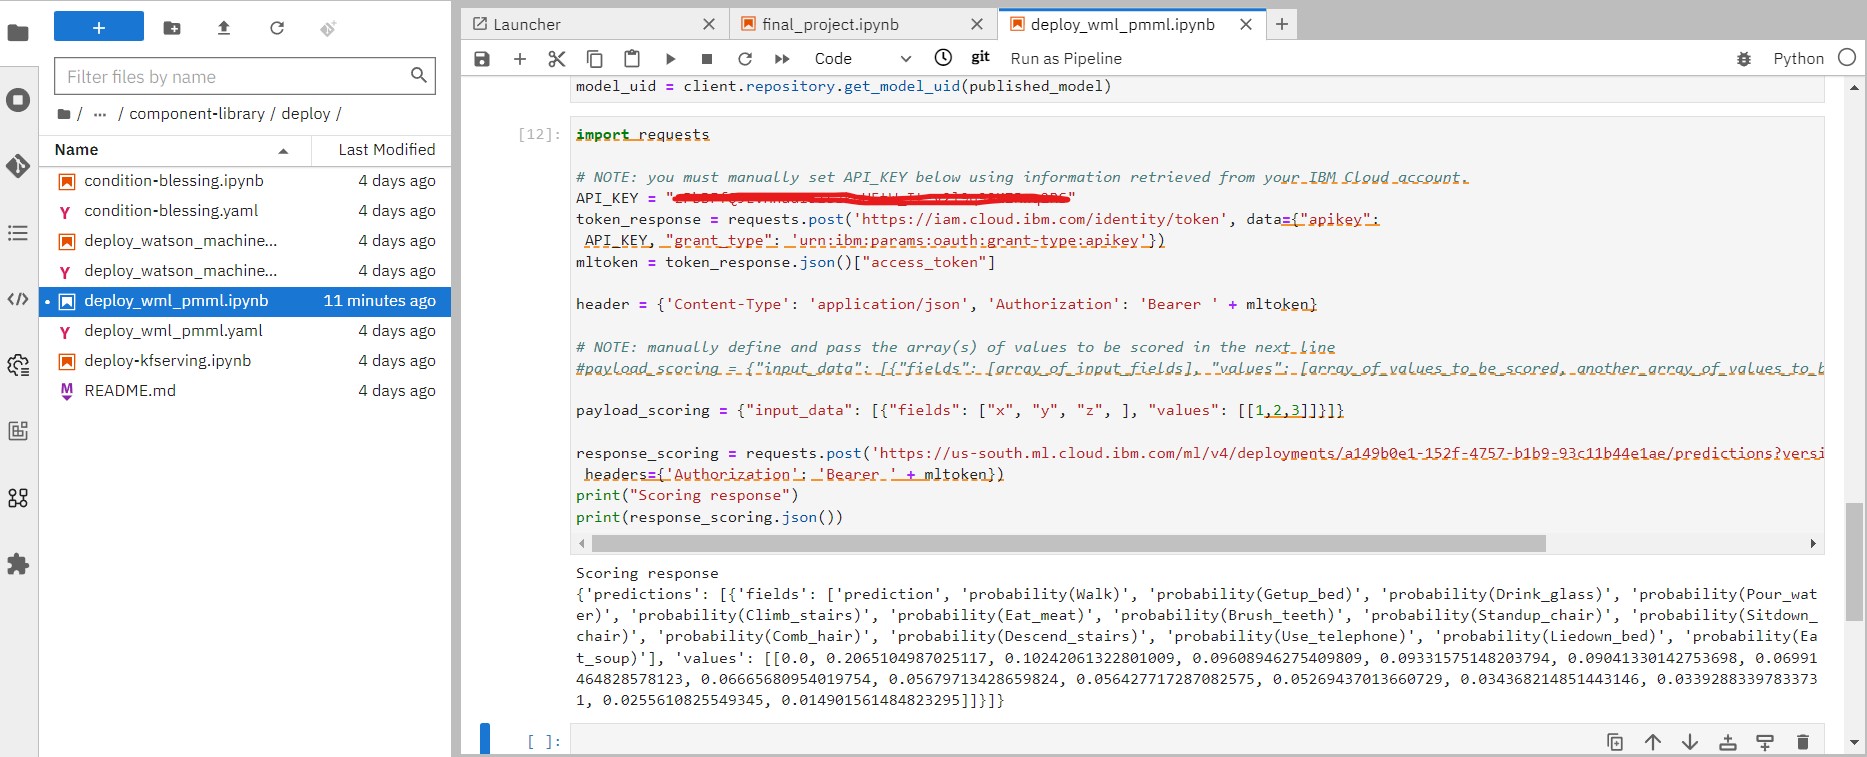 +
Filter files by name
/ ··· / component-library / deploy /
Name Last Modified
condition-blessing.ipynb 4 days ago
condition-blessing.yaml 4 days ago
deploy_watson_machine... 4 days ago
deploy_watson_machine... 4 days ago
deploy_wml_pmml.ipynb 11 minutes ago
deploy_wml_pmml.yaml 4 days ago
deploy-kfserving.ipynb 4 days ago
README.md 4 days ago
Launcher final_project.ipynb deploy_wml_pmml.ipynb +
Code git Run as Pipeline Python
model_uid = client.repository.get_model_uid(published_model)
[12]:
import requests
# NOTE: you must manually set API_KEY below using information retrieved from your IBM Cloud account.
API_KEY = "
token_response = requests.post('https://iam.cloud.ibm.com/identity/token', data={"apikey":
API_KEY, "grant_type": 'urn:ibm:params:oauth:grant-type:apikey'})
mltoken = token_response.json()["access_token"]
header = {'Content-Type': 'application/json', 'Authorization': 'Bearer ' + mltoken}
# NOTE: manually define and pass the array(s) of values to be scored in the next line
#payload_scoring = {"input_data": [{"fields": [array_of_input_fields], "values": [array_of_values_to_be_scored, another_array_of_values_to_b
payload_scoring = {"input_data": [{"fields": ["x", "y", "z", ], "values": [[1,2,3]]}]}
response_scoring = requests.post('https://us-south.ml.cloud.ibm.com/ml/v4/deployments/a149b0e1-152f-4757-b1b9-93c11b44e1ae/predictions?versi
headers={'Authorization': 'Bearer ' + mltoken})
print("Scoring response")
print(response_scoring.json())
Scoring response
{'predictions': [{'fields': ['prediction', 'probability(Walk)', 'probability(Getup_bed)', 'probability(Drink_glass)', 'probability(Pour_wat
er)', 'probability(Climb_stairs)', 'probability(Eat_meat)', 'probability(Brush_teeth)', 'probability(Standup_chair)', 'probability(Sitdown_
chair)', 'probability(Comb_hair)', 'probability(Descend_stairs)', 'probability(Use_telephone)', 'probability(Liedown_bed)', 'probability(Ea
t_soup)'], 'values': [[0.0, 0.2065104987025117, 0.10242061322801009, 0.09608946275409809, 0.09331575148203794, 0.09041330142753698, 0.06991
464828578123, 0.06665680954019754, 0.05679713428659824, 0.056427717287082575, 0.05269437013660729, 0.034368214851443146, 0.0339288339783373
1, 0.0255610825549345, 0.014901561484823295]]}]}
[ ]: